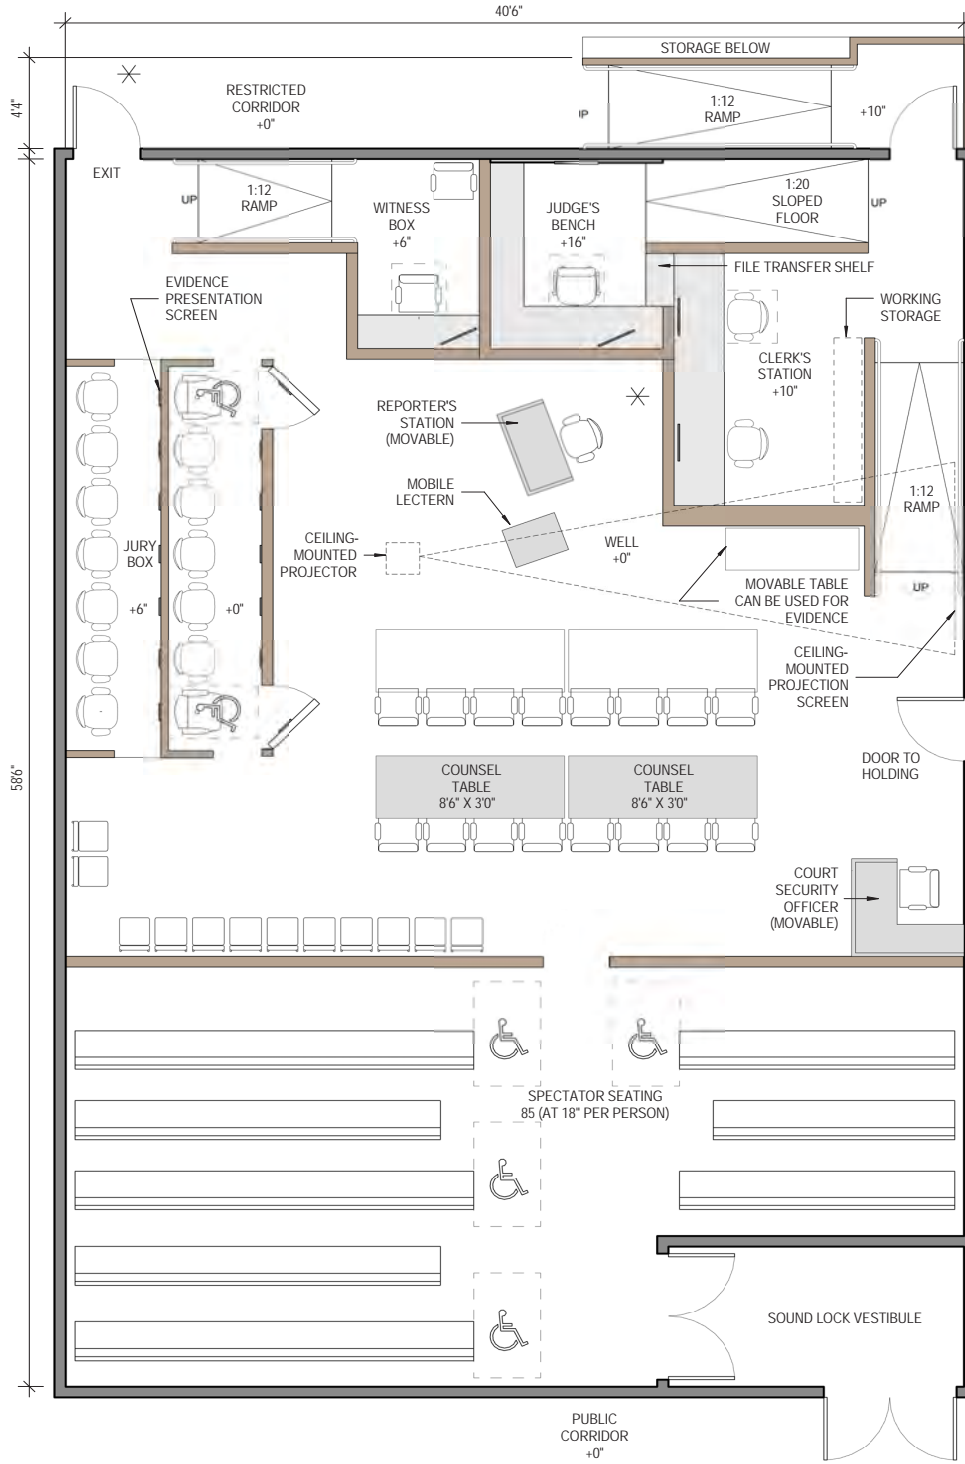 40'6"
STORAGE BELOW
4'4"
RESTRICTED
CORRIDOR
+0"
1:12
RAMP
+10"
UP
EXIT
UP
1:12
RAMP
WITNESS
BOX
+6"
JUDGE'S
BENCH
+16"
1:20
SLOPED
FLOOR
UP
FILE TRANSFER SHELF
EVIDENCE
PRESENTATION
SCREEN
WORKING
STORAGE
CLERK'S
STATION
+10"
REPORTER'S
STATION
(MOVABLE)
MOBILE
LECTERN
1:12
RAMP
CEILING-
MOUNTED
PROJECTOR
WELL
+0"
JURY
BOX
+6"
+0"
MOVABLE TABLE
CAN BE USED FOR
EVIDENCE
UP
CEILING-
MOUNTED
PROJECTION
SCREEN
58'6"
DOOR TO
HOLDING
COUNSEL
TABLE
8'6" X 3'0"
COUNSEL
TABLE
8'6" X 3'0"
COURT
SECURITY
OFFICER
(MOVABLE)
SPECTATOR SEATING
85 (AT 18" PER PERSON)
SOUND LOCK VESTIBULE
PUBLIC
CORRIDOR
+0"